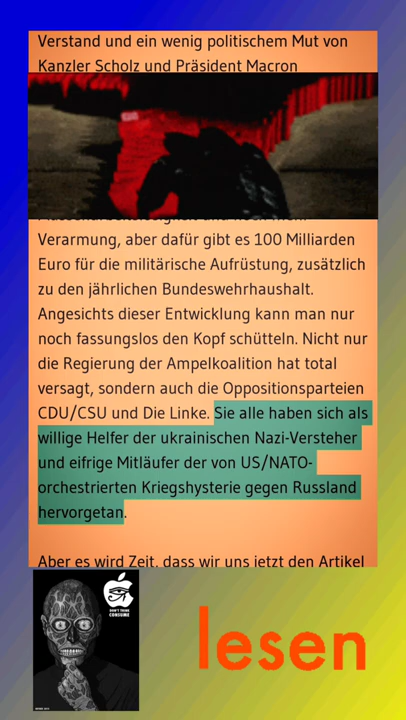 Verstand und ein wenig politischem Mut von
Kanzler Scholz und Präsident Macron
Verarmung, aber dafür gibt es 100 Milliarden
Euro für die militärische Aufrüstung, zusätzlich
zu den jährlichen Bundeswehrhaushalt.
Angesichts dieser Entwicklung kann man nur
noch fassungslos den Kopf schütteln. Nicht nur
die Regierung der Ampelkoalition hat total
versagt, sondern auch die Oppositionsparteien
CDU/CSU und Die Linke. Sie alle haben sich als
willige Helfer der ukrainischen Nazi-Versteher
und eifrige Mitläufer der von US/NATO-
orchestrierten Kriegshysterie gegen Russland
hervorgetan.
Aber es wird Zeit, dass wir uns jetzt den Artikel
DON'T THINK
CONSUME
lesen